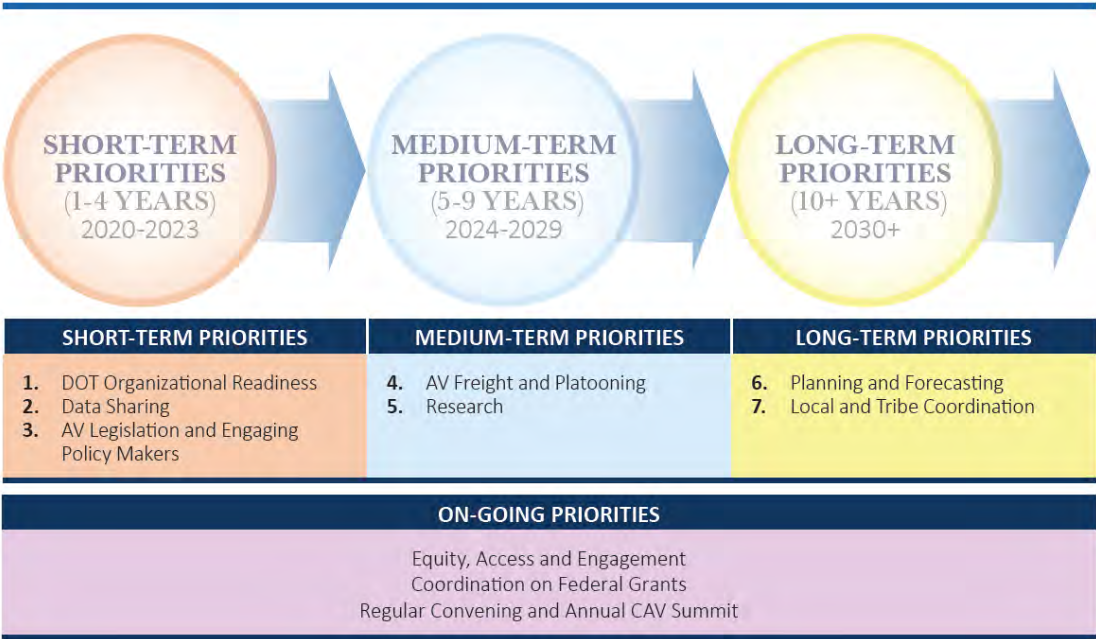 SHORT-TERM
PRIORITIES
(1-4 YEARS)
2020-2023
MEDIUM-TERM
PRIORITIES
(5-9 YEARS)
2024-2029
LONG-TERM
PRIORITIES
(10+ YEARS)
2030+
SHORT-TERM PRIORITIES
1. DOT Organizational Readiness
2. Data Sharing
3. AV Legislation and Engaging
Policy Makers
MEDIUM-TERM PRIORITIES
4. AV Freight and Platooning
5. Research
LONG-TERM PRIORITIES
6. Planning and Forecasting
7. Local and Tribe Coordination
ON-GOING PRIORITIES
Equity, Access and Engagement
Coordination on Federal Grants
Regular Convening and Annual CAV Summit